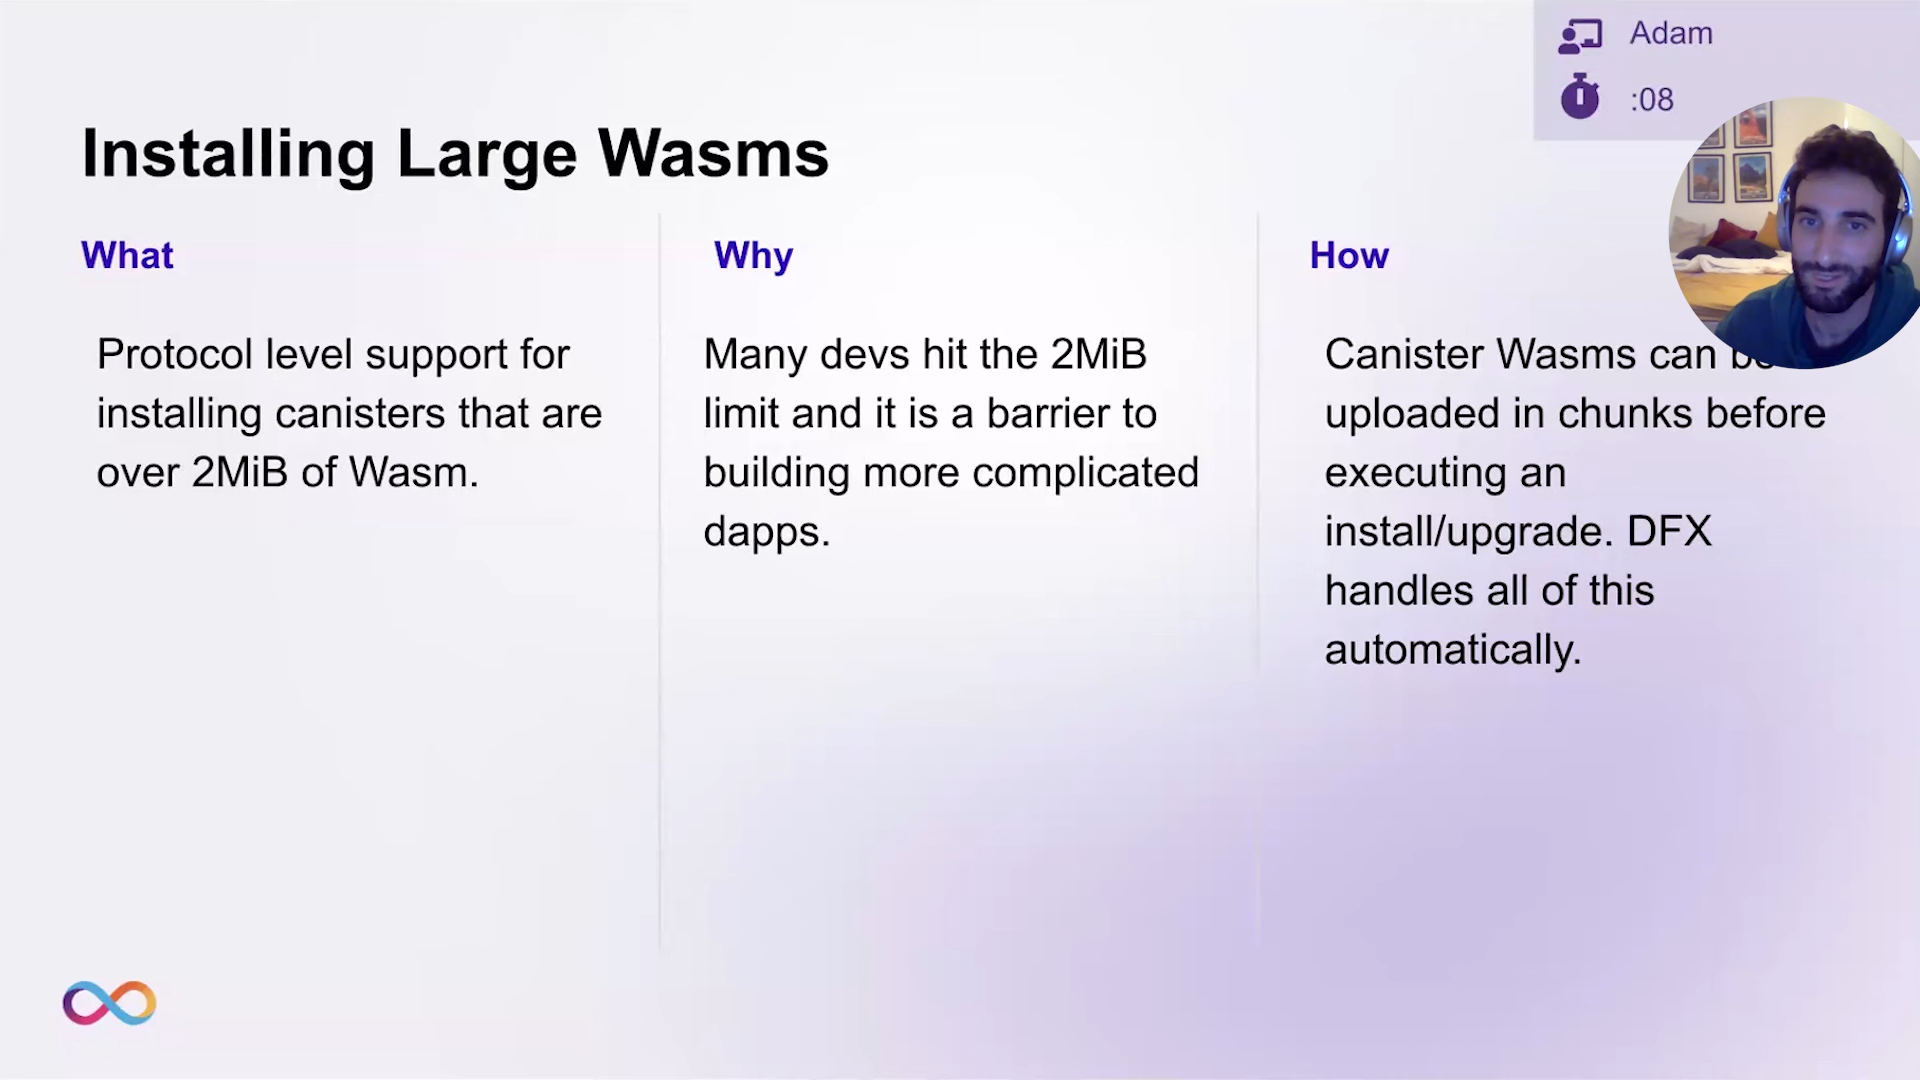 Adam
:08
Installing Large Wasms
What
Protocol level support for
installing canisters that are
over 2MiB of Wasm.
Why
Many devs hit the 2MiB
limit and it is a barrier to
building more complicated
dapps.
How
Canister Wasms can be
uploaded in chunks before
executing an
install/upgrade. DFX
handles all of this
automatically.